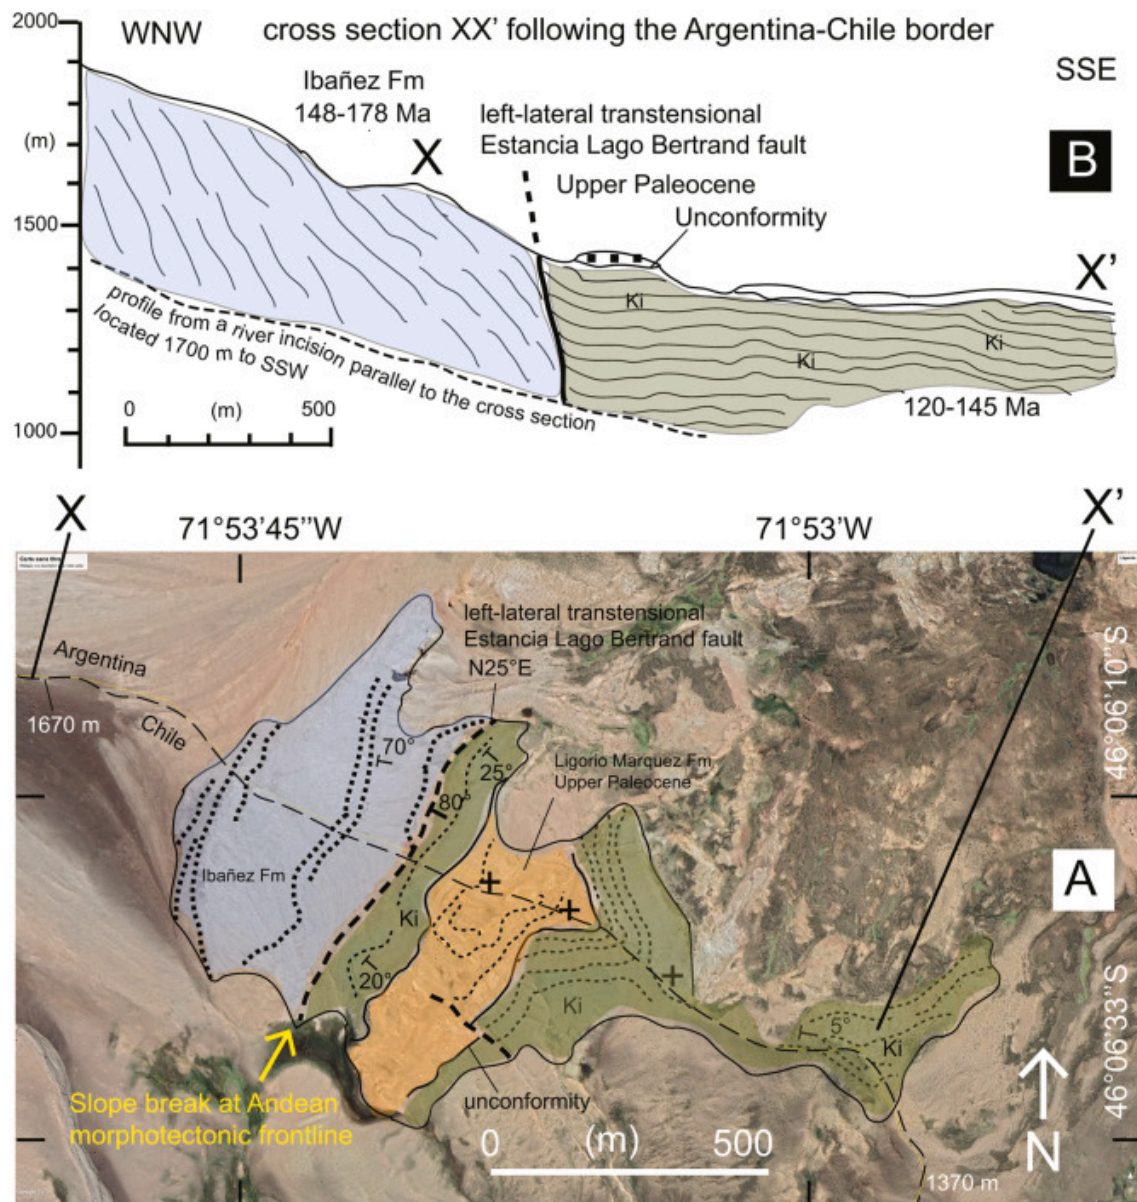 2000
WNW
cross section XX' following the Argentina-Chile border
SSE
Ibañez Fm
148-178 Ma
left-lateral transtensional
Estancia Lago Bertrand fault
(m)
X
B
Upper Paleocene
Unconformity
1500
X'
Ki
Ki
Ki
profile from a river incision parallel to the cross section
located 1700 m to SSW
0 (m) 500
120-145 Ma
1000
X
71°53'45''W
71°53'W
X'
left-lateral transtensional
Estancia Lago Bertrand fault
N25°E
Argentina
1670 m
Chile
46°06'10''S
70°
25°
Ligorio Marquez Fm
Upper Paleocene
80°
Ibañez Fm
A
Ki
20°
Ki
5°
Ki
46°06'33''S
Slope break at Andean
morphotectonic frontline
unconformity
0 (m) 500
N
1370 m